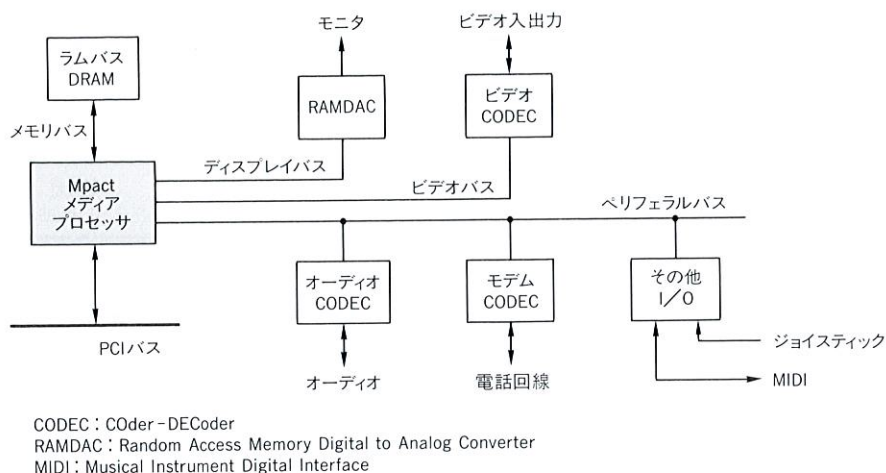 モニタ
ビデオ入出力
ラムバス
DRAM
RAMDAC
ビデオ
CODEC
メモリバス
ディスプレイバス
Mpact
メディア
プロセッサ
ビデオバス
ペリフェラルバス
オーディオ
CODEC
モデム
CODEC
その他
I/O
PCIバス
ジョイスティック
オーディオ
電話回線
MIDI
CODEC：COder-DECoder
RAMDAC：Random Access Memory Digital to Analog Converter
MIDI：Musical Instrument Digital Interface